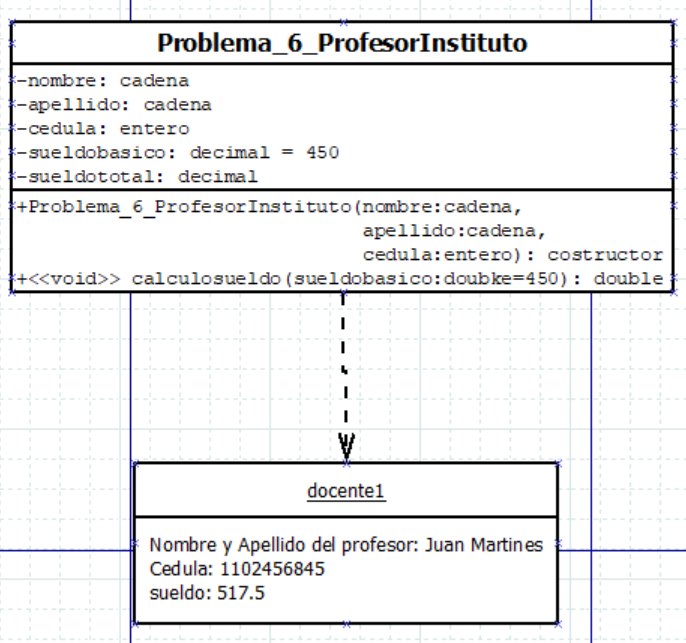 Problema_6_ProfesorInstituto
-nombre: cadena
-apellido: cadena
-cedula: entero
-sueldobasico: decimal = 450
-sueldototal: decimal
+Problema_6_ProfesorInstituto(nombre:cadena,
apellido:cadena,
cedula:entero): costructor
+<<void>> calculosueldo(sueldobasico:doubke=450): double
docente1
Nombre y Apellido del profesor: Juan Martines
Cedula: 1102456845
sueldo: 517.5